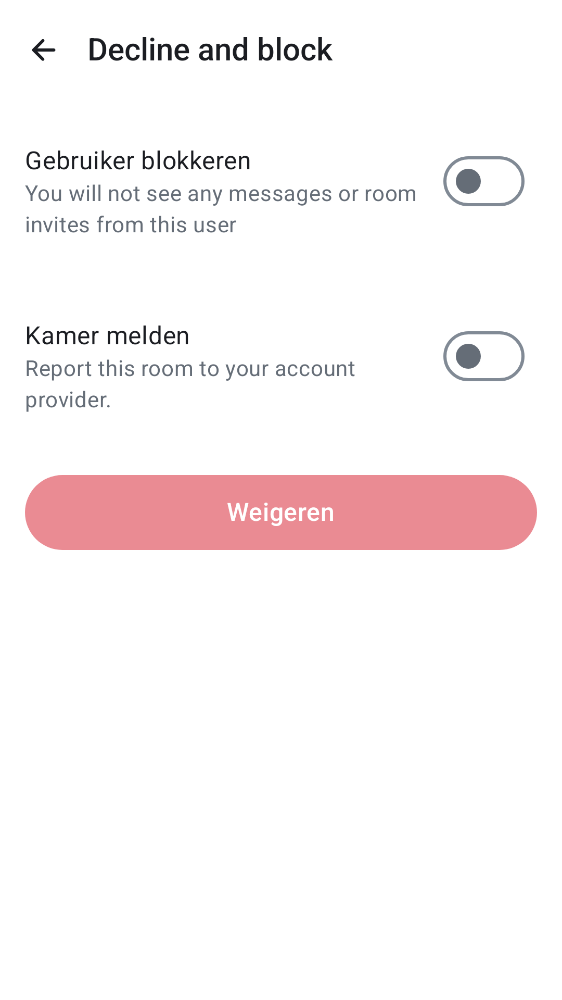 Decline and block
Gebruiker blokkeren
You will not see any messages or room
invites from this user
Kamer melden
Report this room to your account
provider.
Weigeren